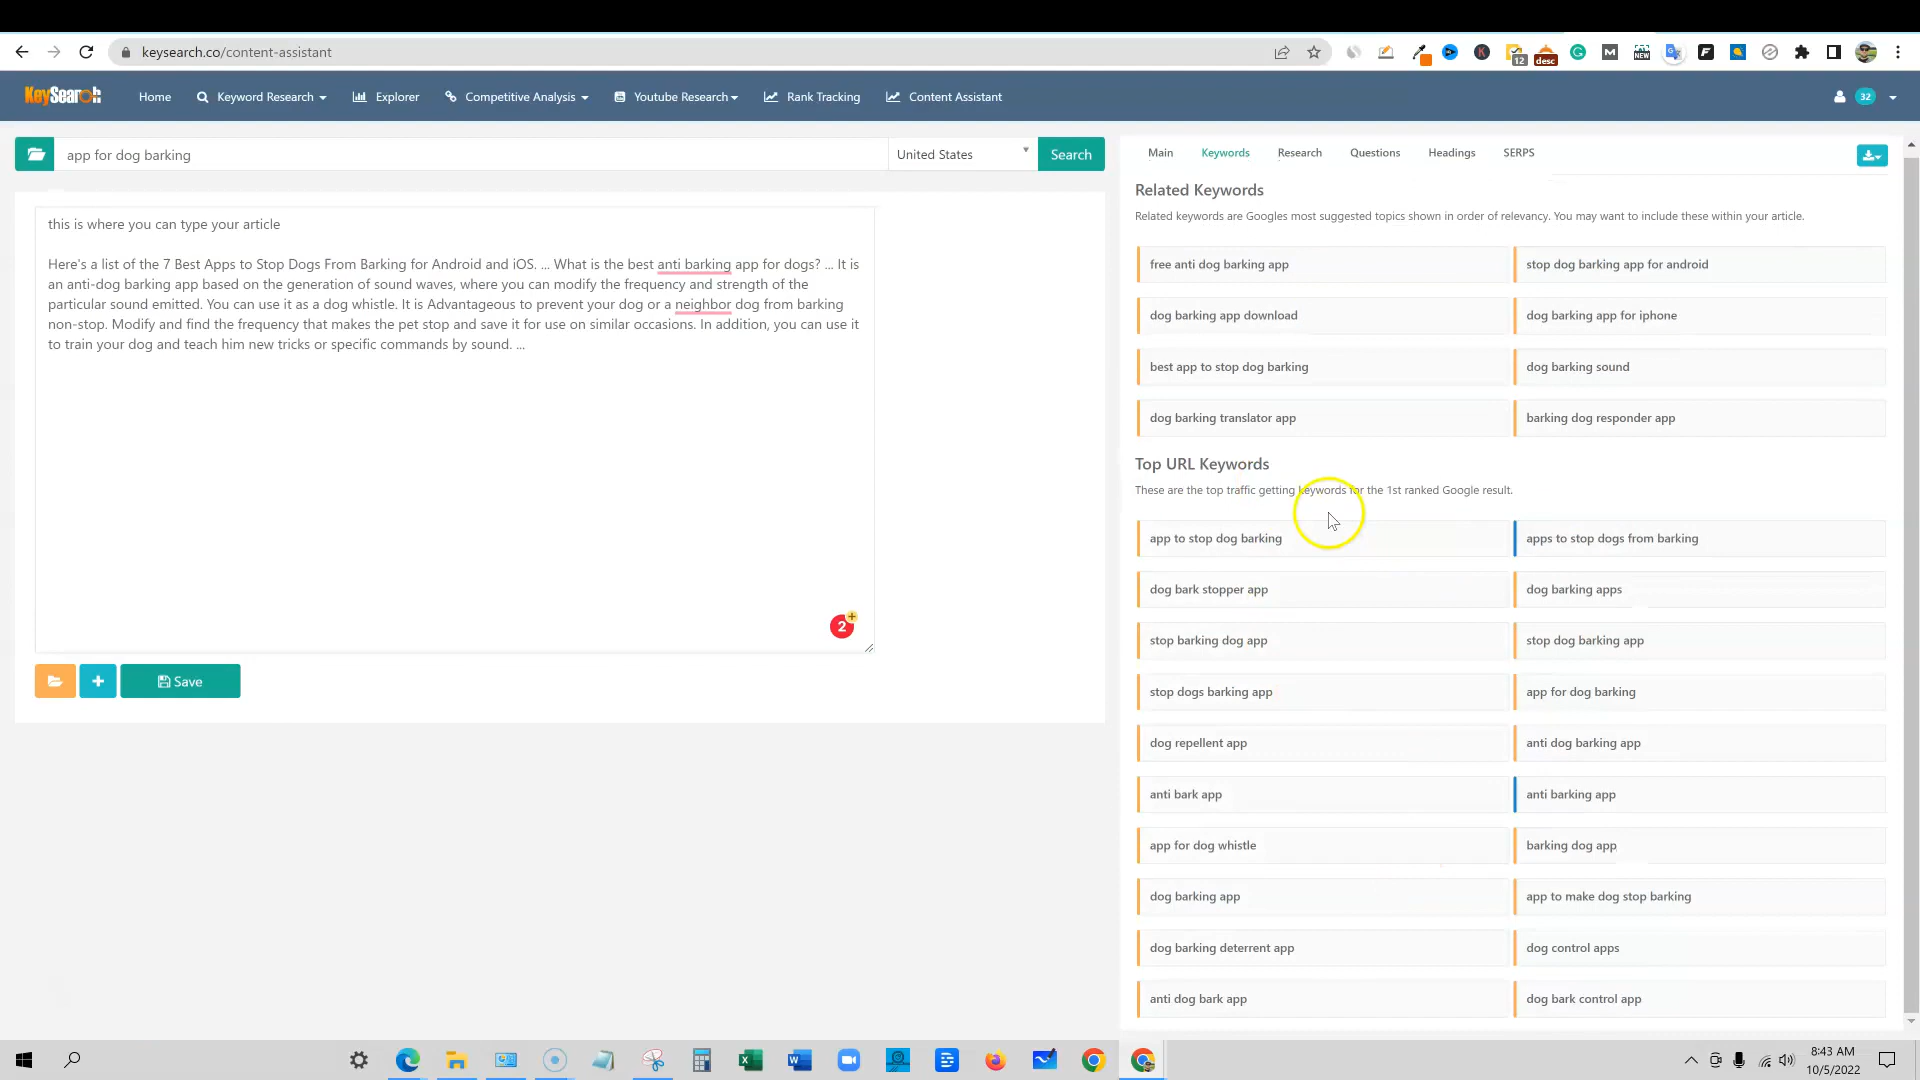 keysearch.co/content-assistant
12
desc
K
M
NEW
F
KeySearch
Home
Keyword Research
Explorer
Competitive Analysis
Youtube Research
Rank Tracking
Content Assistant
32
app for dog barking
United States
Search
Main
Keywords
Research
Questions
Headings
SERPS
this is where you can type your article
Here's a list of the 7 Best Apps to Stop Dogs From Barking for Android and iOS. ... What is the best anti barking app for dogs? ... It is
an anti-dog barking app based on the generation of sound waves, where you can modify the frequency and strength of the
particular sound emitted. You can use it as a dog whistle. It is Advantageous to prevent your dog or a neighbor dog from barking
non-stop. Modify and find the frequency that makes the pet stop and save it for use on similar occasions. In addition, you can use it
to train your dog and teach him new tricks or specific commands by sound. ...
2
+
Save
Related Keywords
Related keywords are Googles most suggested topics shown in order of relevancy. You may want to include these within your article.
free anti dog barking app
stop dog barking app for android
dog barking app download
dog barking app for iphone
best app to stop dog barking
dog barking sound
dog barking translator app
barking dog responder app
Top URL Keywords
These are the top traffic getting keywords for the 1st ranked Google result.
app to stop dog barking
apps to stop dogs from barking
dog bark stopper app
dog barking apps
stop barking dog app
stop dog barking app
stop dogs barking app
app for dog barking
dog repellent app
anti dog barking app
anti bark app
anti barking app
app for dog whistle
barking dog app
dog barking app
app to make dog stop barking
dog barking deterrent app
dog control apps
anti dog bark app
dog bark control app
8:43 AM
10/5/2022